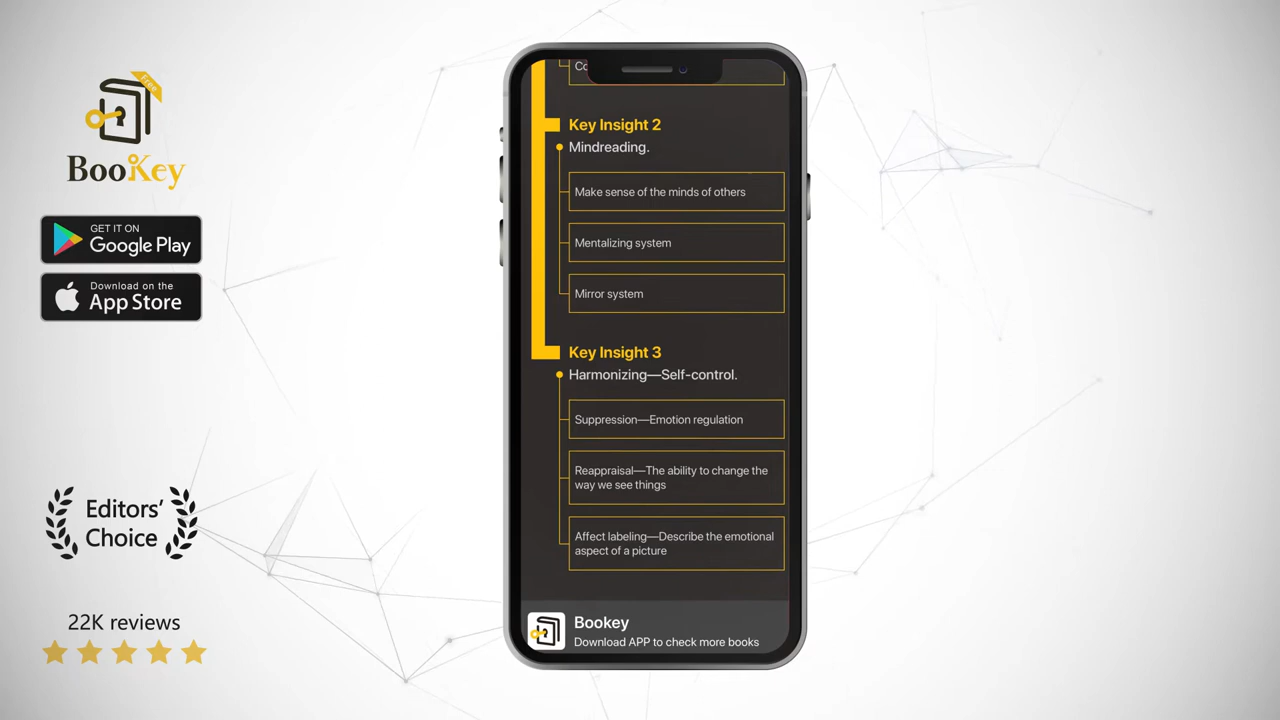 Free
BooKey
GET IT ON
Google Play
Download on the
App Store
Editors’
Choice
22K reviews
Key Insight 2
Mindreading.
Make sense of the minds of others
Mentalizing system
Mirror system
Key Insight 3
Harmonizing—Self-control.
Suppression—Emotion regulation
Reappraisal—The ability to change the
way we see things
Affect labeling—Describe the emotional
aspect of a picture
Bookey
Download APP to check more books